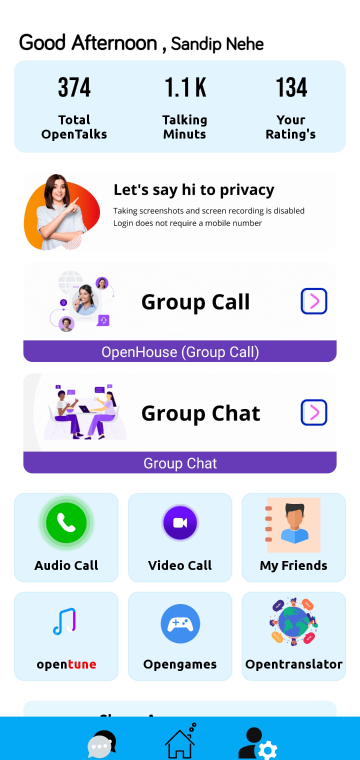 Good Afternoon , Sandip Nehe
374 1.1 K 134
Total Talking Your
OpenTalks Minuts Rating's
Let's say hi to privacy
Taking screenshots and screen recording is disabled
Login does not require a mobile number
Group Call
OpenHouse (Group Call)
Group Chat
Group Chat
Audio Call Video Call My Friends
opentune Opengames Opentranslator